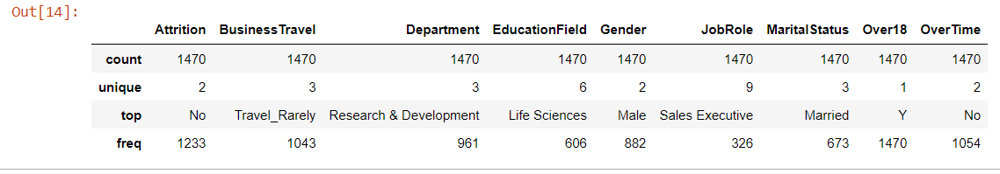 Out[14]:
Attrition BusinessTravel Department EducationField Gender JobRole MaritalStatus Over18 OverTime
count 1470 1470 1470 1470 1470 1470 1470 1470 1470
unique 2 3 3 6 2 9 3 1 2
top No Travel_Rarely Research & Development Life Sciences Male Sales Executive Married Y No
freq 1233 1043 961 606 882 326 673 1470 1054